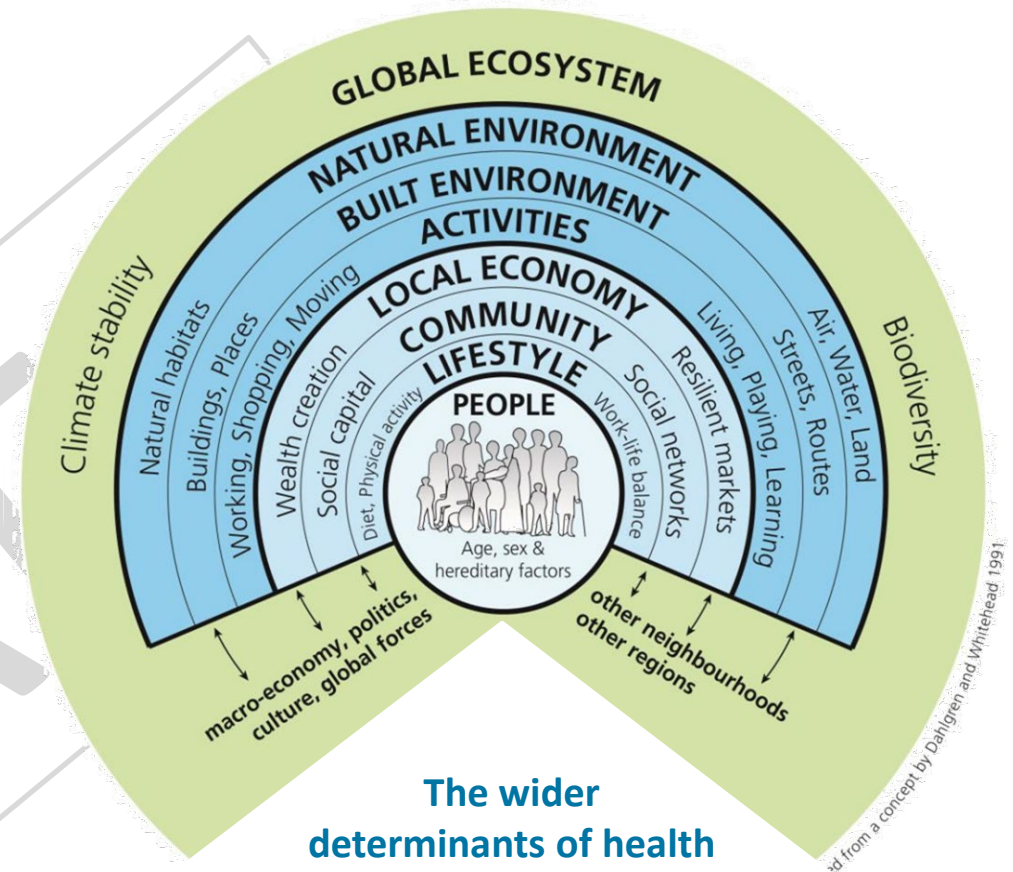 GLOBAL ECOSYSTEM
NATURAL ENVIRONMENT
BUILT ENVIRONMENT
ACTIVITIES
LOCAL ECONOMY
COMMUNITY
LIFESTYLE
PEOPLE
Age, sex &
hereditary factors
Climate stability
Natural habitats
Buildings, Places
Working, Shopping, Moving
Wealth creation
Social capital
Diet, Physical activity
Work-life balance
Social networks
Resilient markets
Living, Playing, Learning
Streets, Routes
Air, Water, Land
Biodiversity
macro-economy, politics,
culture, global forces
other neighbourhoods
other regions
The wider
determinants of health
from a concept by Dahlgren and Whitehead 1991